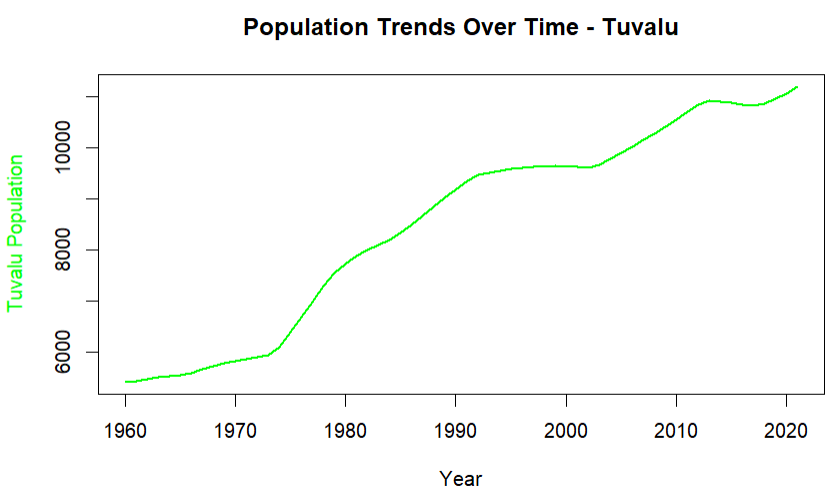 Population Trends Over Time - Tuvalu
Tuvalu Population
10000
8000
6000
1960 1970 1980 1990 2000 2010 2020
Year